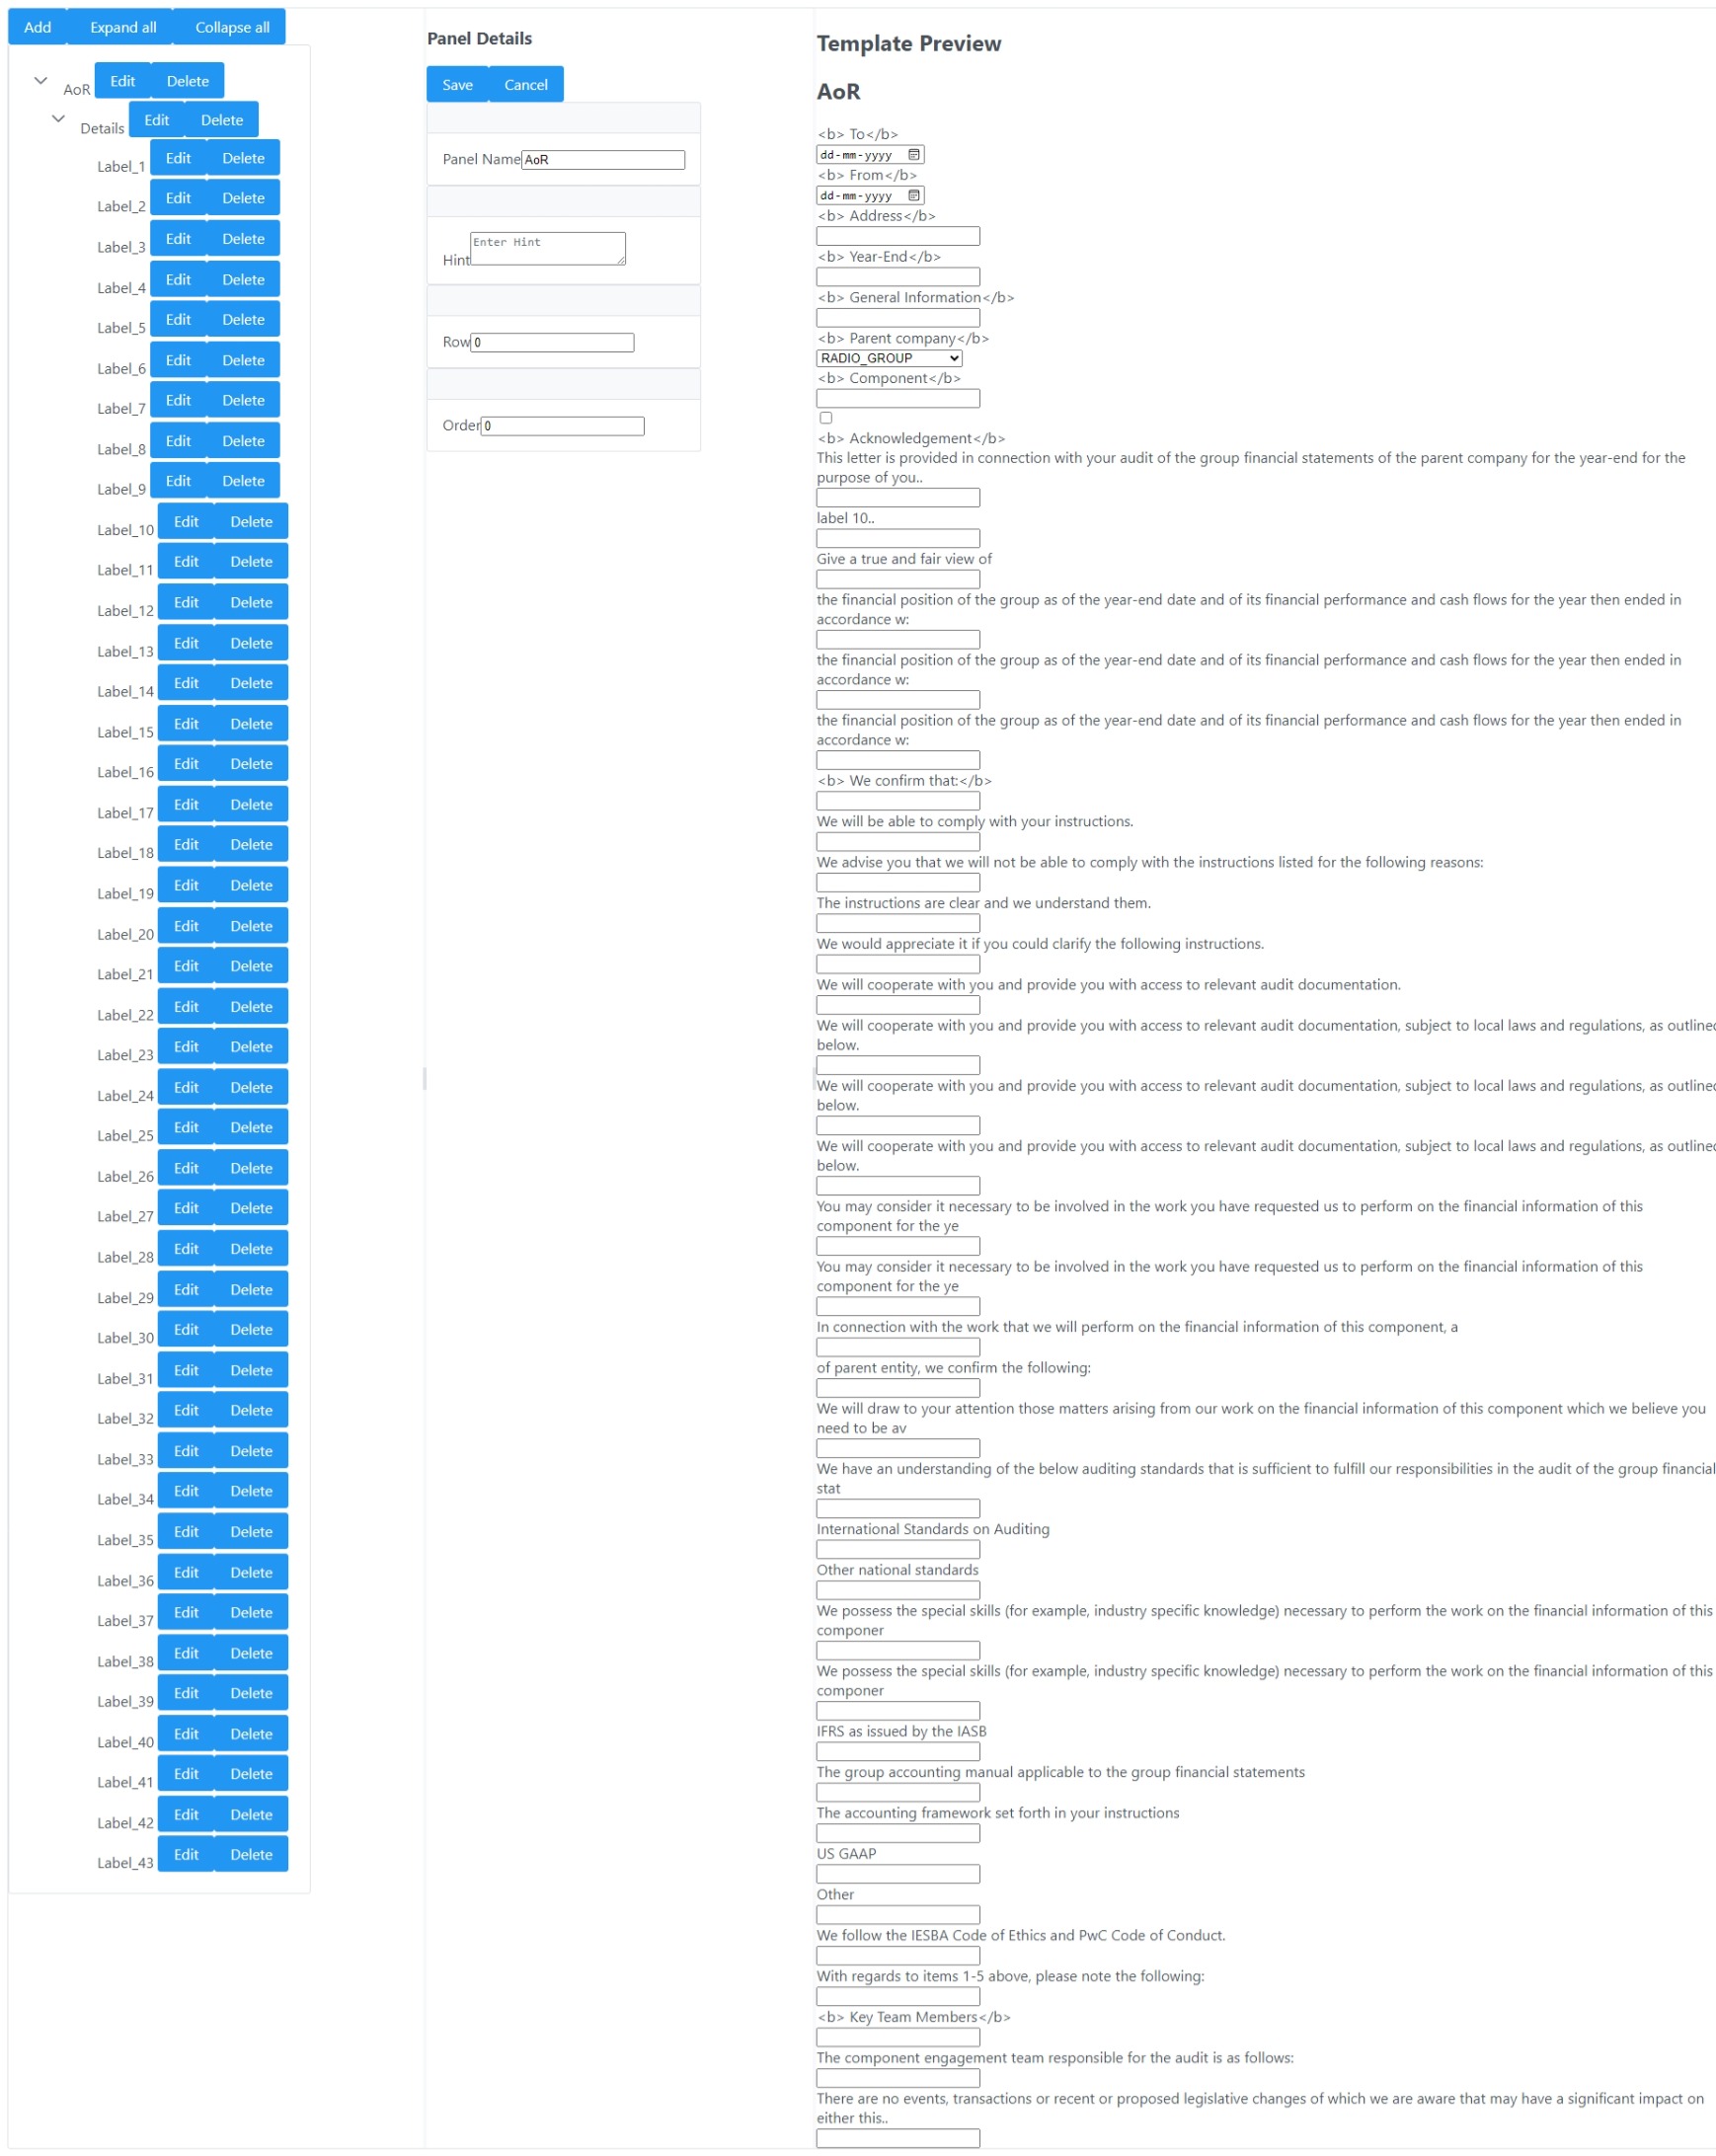 Add Expand all Collapse all
AoR Edit Delete
Details Edit Delete
Label_1 Edit Delete
Label_2 Edit Delete
Label_3 Edit Delete
Label_4 Edit Delete
Label_5 Edit Delete
Label_6 Edit Delete
Label_7 Edit Delete
Label_8 Edit Delete
Label_9 Edit Delete
Label_10 Edit Delete
Label_11 Edit Delete
Label_12 Edit Delete
Label_13 Edit Delete
Label_14 Edit Delete
Label_15 Edit Delete
Label_16 Edit Delete
Label_17 Edit Delete
Label_18 Edit Delete
Label_19 Edit Delete
Label_20 Edit Delete
Label_21 Edit Delete
Label_22 Edit Delete
Label_23 Edit Delete
Label_24 Edit Delete
Label_25 Edit Delete
Label_26 Edit Delete
Label_27 Edit Delete
Label_28 Edit Delete
Label_29 Edit Delete
Label_30 Edit Delete
Label_31 Edit Delete
Label_32 Edit Delete
Label_33 Edit Delete
Label_34 Edit Delete
Label_35 Edit Delete
Label_36 Edit Delete
Label_37 Edit Delete
Label_38 Edit Delete
Label_39 Edit Delete
Label_40 Edit Delete
Label_41 Edit Delete
Label_42 Edit Delete
Label_43 Edit Delete
Panel Details
Save Cancel
Panel Name AoR
Hint Enter Hint
Row 0
Order 0
Template Preview
AoR
<b> To</b>
dd-mm-yyyy
<b> From</b>
dd-mm-yyyy
<b> Address</b>
<b> Year-End</b>
<b> General Information</b>
<b> Parent company</b>
RADIO_GROUP
<b> Component</b>
<b> Acknowledgement</b>
This letter is provided in connection with your audit of the group financial statements of the parent company for the year-end for the
purpose of you..
label 10..
Give a true and fair view of
the financial position of the group as of the year-end date and of its financial performance and cash flows for the year then ended in
accordance w:
the financial position of the group as of the year-end date and of its financial performance and cash flows for the year then ended in
accordance w:
the financial position of the group as of the year-end date and of its financial performance and cash flows for the year then ended in
accordance w:
<b> We confirm that:</b>
We will be able to comply with your instructions.
We advise you that we will not be able to comply with the instructions listed for the following reasons:
The instructions are clear and we understand them.
We would appreciate it if you could clarify the following instructions.
We will cooperate with you and provide you with access to relevant audit documentation.
We will cooperate with you and provide you with access to relevant audit documentation, subject to local laws and regulations, as outlined
below.
We will cooperate with you and provide you with access to relevant audit documentation, subject to local laws and regulations, as outlined
below.
We will cooperate with you and provide you with access to relevant audit documentation, subject to local laws and regulations, as outlined
below.
You may consider it necessary to be involved in the work you have requested us to perform on the financial information of this
component for the ye
You may consider it necessary to be involved in the work you have requested us to perform on the financial information of this
component for the ye
In connection with the work that we will perform on the financial information of this component, a
of parent entity, we confirm the following:
We will draw to your attention those matters arising from our work on the financial information of this component which we believe you
need to be av
We have an understanding of the below auditing standards that is sufficient to fulfill our responsibilities in the audit of the group financial
stat
International Standards on Auditing
Other national standards
We possess the special skills (for example, industry specific knowledge) necessary to perform the work on the financial information of this
componer
We possess the special skills (for example, industry specific knowledge) necessary to perform the work on the financial information of this
componer
IFRS as issued by the IASB
The group accounting manual applicable to the group financial statements
The accounting framework set forth in your instructions
US GAAP
Other
We follow the IESBA Code of Ethics and PwC Code of Conduct.
With regards to items 1-5 above, please note the following:
<b> Key Team Members</b>
The component engagement team responsible for the audit is as follows:
There are no events, transactions or recent or proposed legislative changes of which we are aware that may have a significant impact on
either this..